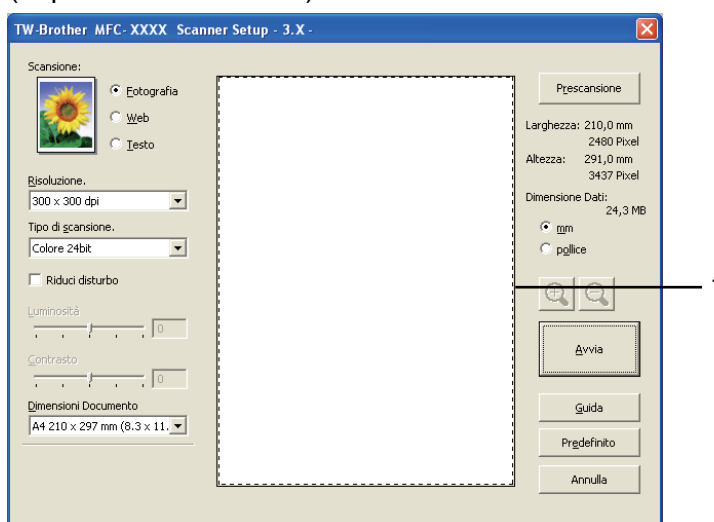 TW-Brother MFC-XXXX Scanner Setup - 3.X -
Scansione:
Fotografia
Web
Testo
Risoluzione.
300 x 300 dpi
Tipo di scansione.
Colore 24bit
Riduci disturbo
Luminosità
0
Contrasto
0
Dimensioni Documento
A4 210 x 297 mm (8.3 x 11.
Prescansione
Larghezza: 210,0 mm
2480 Pixel
Altezza: 291,0 mm
3437 Pixel
Dimensione Dati:
24,3 MB
mm
pollice
Avvia
Guida
Predefinito
Annulla